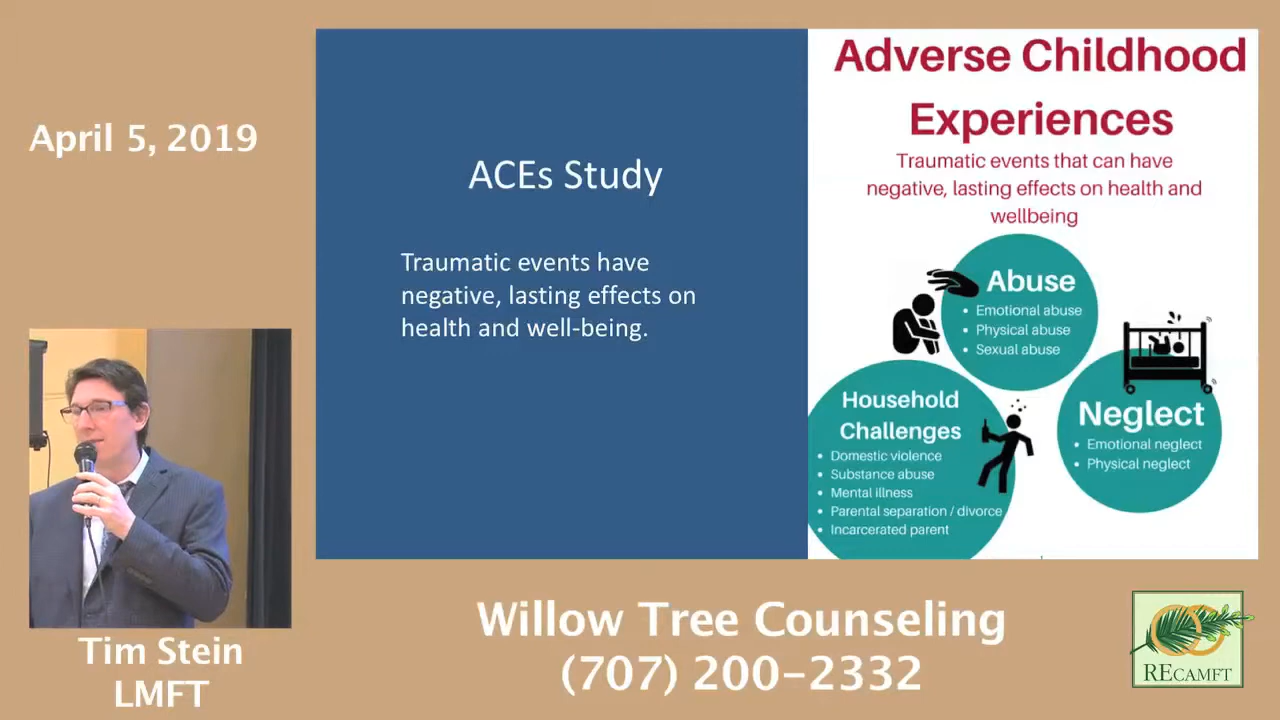 April 5, 2019
ACEs Study
Traumatic events have
negative, lasting effects on
health and well-being.
Adverse Childhood
Experiences
Traumatic events that can have
negative, lasting effects on health and
wellbeing
Abuse
• Emotional abuse
• Physical abuse
• Sexual abuse
Household
Challenges
• Domestic violence
• Substance abuse
• Mental illness
• Parental separation / divorce
• Incarcerated parent
Neglect
• Emotional neglect
• Physical neglect
Tim Stein
LMFT
Willow Tree Counseling
(707) 200-2332
RECAMFT